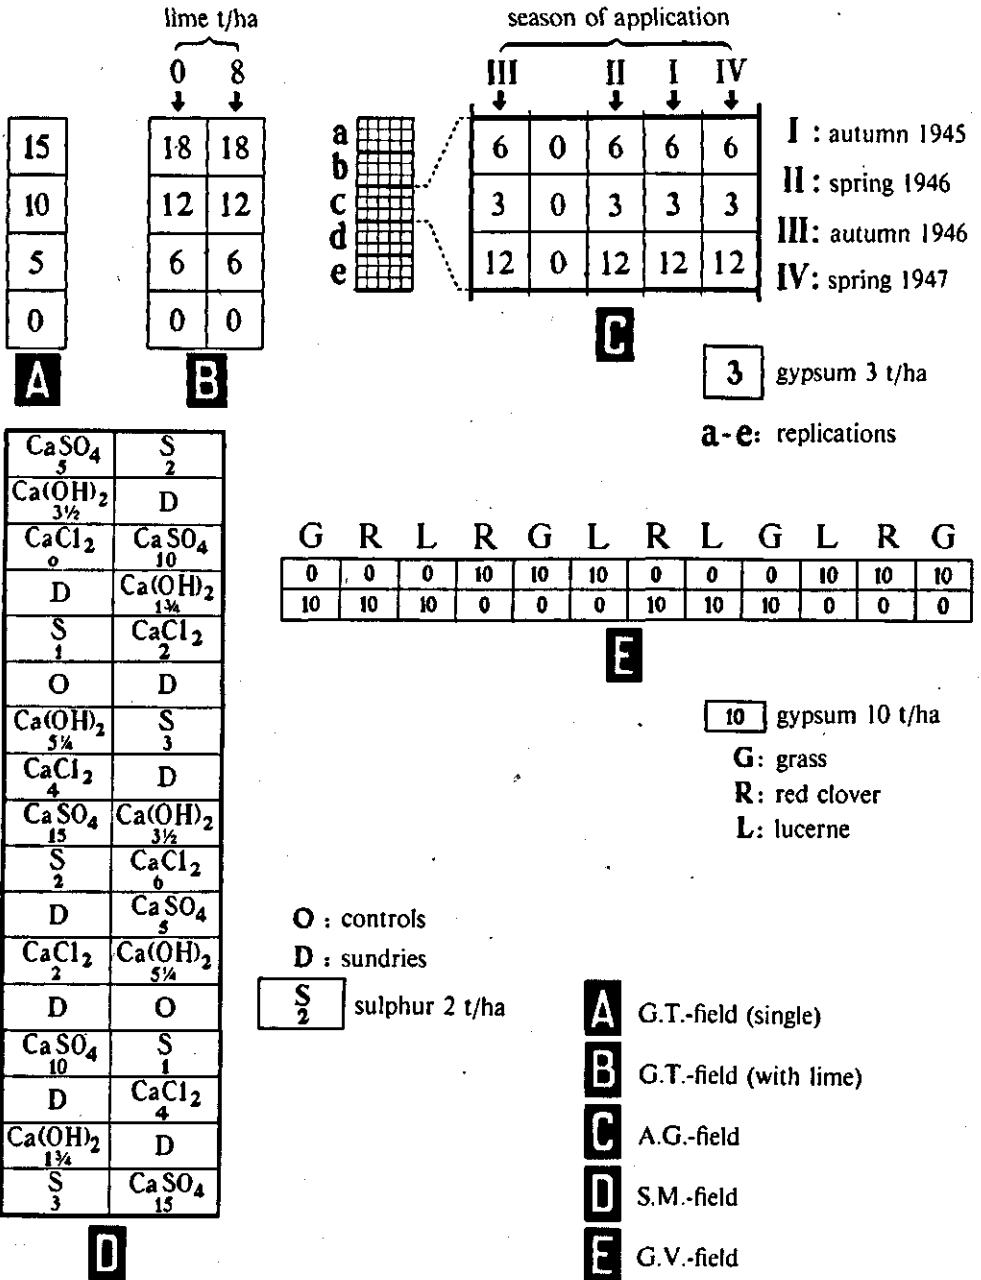 lime t/ha
0 8
15
10
5
0
A
18 18
12 12
6 6
0 0
B
season of application
III II I IV
a
b
c
d
e
6 0 6 6 6
3 0 3 3 3
12 0 12 12 12
C
I : autumn 1945
II : spring 1946
III: autumn 1946
IV: spring 1947
3 gypsum 3 t/ha
a-e: replications
CaSO4 5 S 2
Ca(OH)2 3½ D
CaCl2 0 CaSO4 10
D Ca(OH)2 1¾
S 1 CaCl2 2
O D
Ca(OH)2 5¼ S 3
CaCl2 4 D
CaSO4 15 Ca(OH)2 3½
S 2 CaCl2 6
D CaSO4 5
CaCl2 2 Ca(OH)2 5¼
D O
CaSO4 10 S 1
D CaCl2 4
Ca(OH)2 1¾ D
S 3 CaSO4 15
D
G R L R G L R L G L R G
0 0 0 10 10 10 0 0 0 10 10 10
10 10 10 0 0 0 10 10 10 0 0 0
E
10 gypsum 10 t/ha
G: grass
R: red clover
L: lucerne
O : controls
D : sundries
S 2 sulphur 2 t/ha
A G.T.-field (single)
B G.T.-field (with lime)
C A.G.-field
D S.M.-field
E G.V.-field